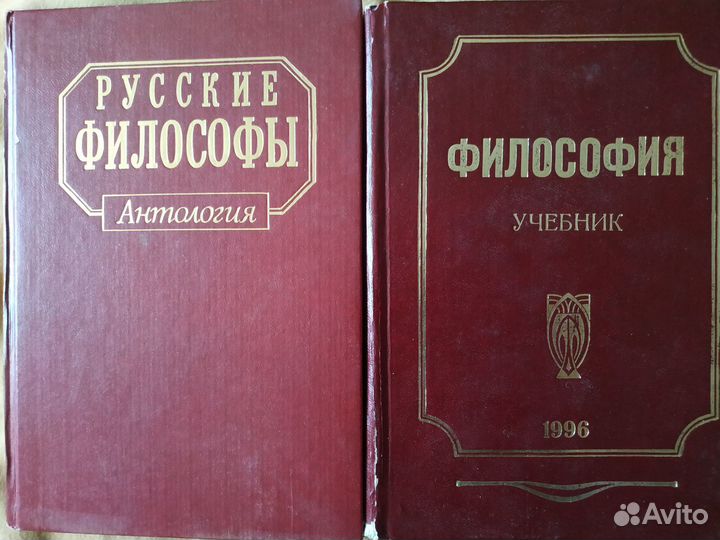 РУССКИЕ
ФИЛОСОФЫ
Антология
ФИЛОСОФИЯ
УЧЕБНИК
1996
Avito